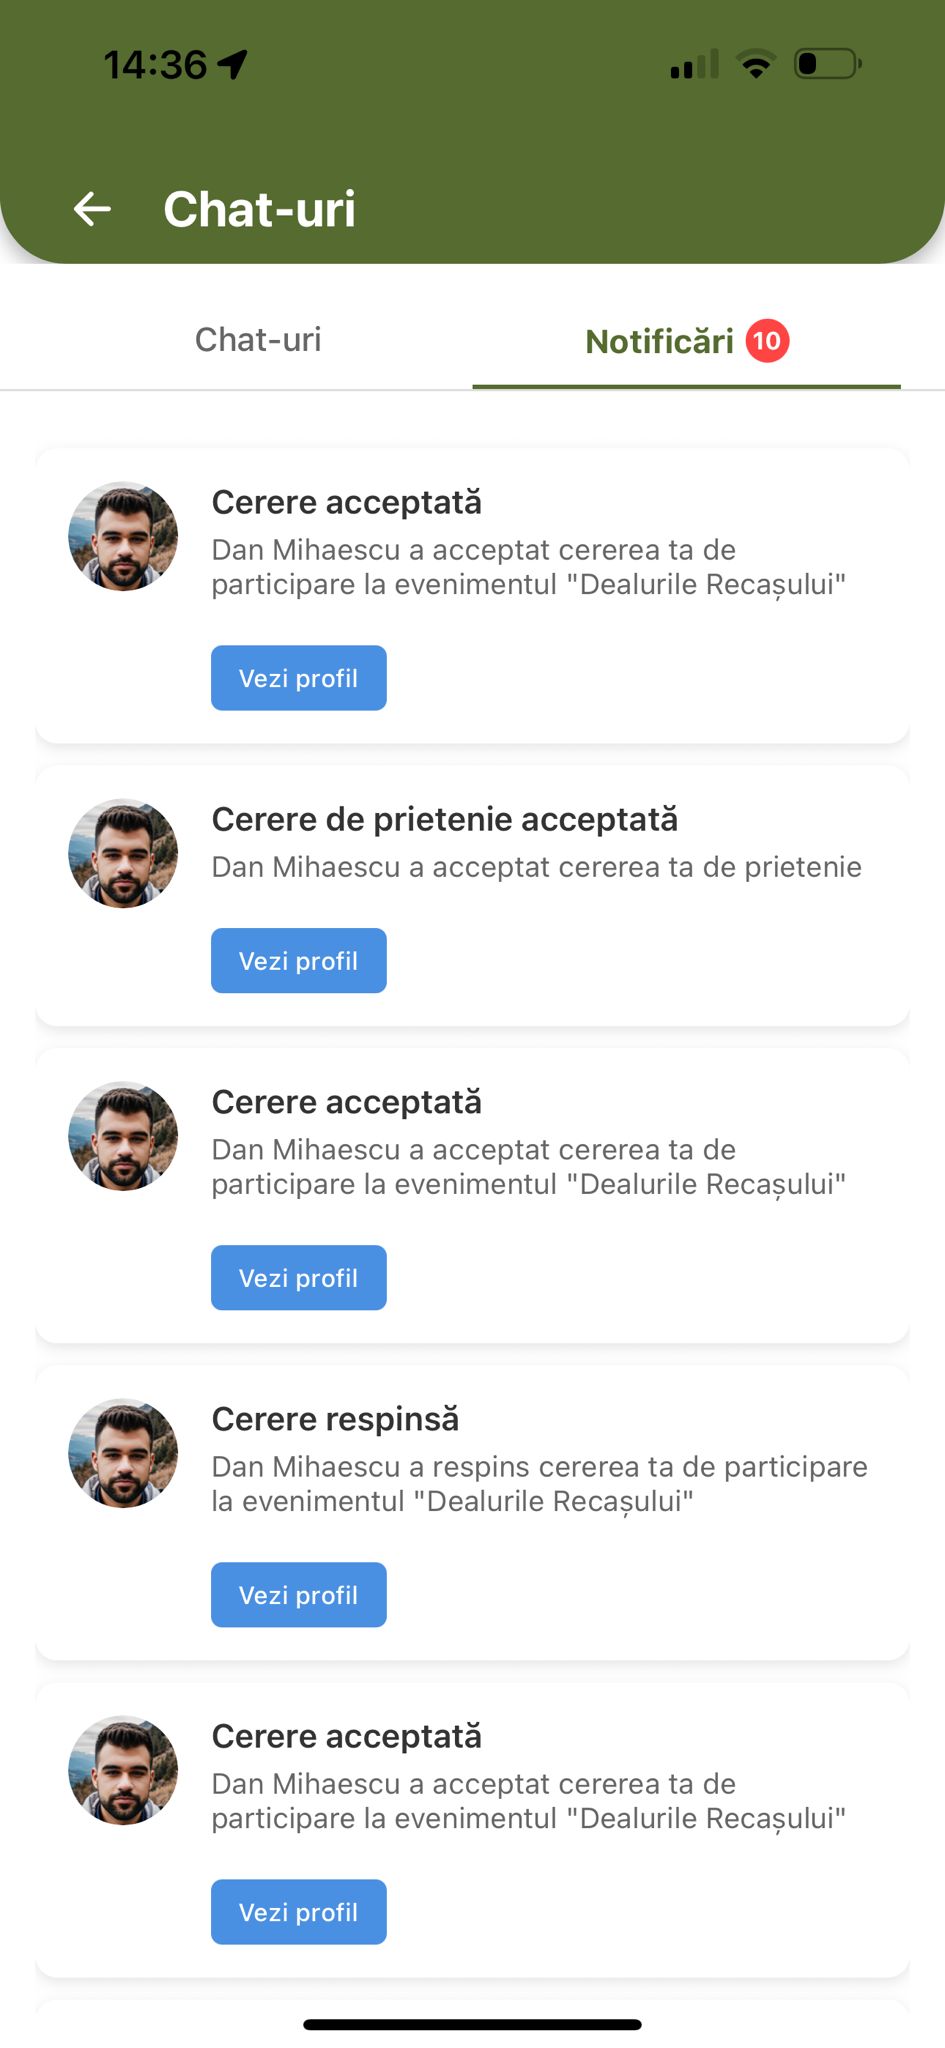 14:36
Chat-uri
Chat-uri
Notificări 10
Cerere acceptată
Dan Mihaescu a acceptat cererea ta de
participare la evenimentul "Dealurile Recașului"
Vezi profil
Cerere de prietenie acceptată
Dan Mihaescu a acceptat cererea ta de prietenie
Vezi profil
Cerere acceptată
Dan Mihaescu a acceptat cererea ta de
participare la evenimentul "Dealurile Recașului"
Vezi profil
Cerere respinsă
Dan Mihaescu a respins cererea ta de participare
la evenimentul "Dealurile Recașului"
Vezi profil
Cerere acceptată
Dan Mihaescu a acceptat cererea ta de
participare la evenimentul "Dealurile Recașului"
Vezi profil